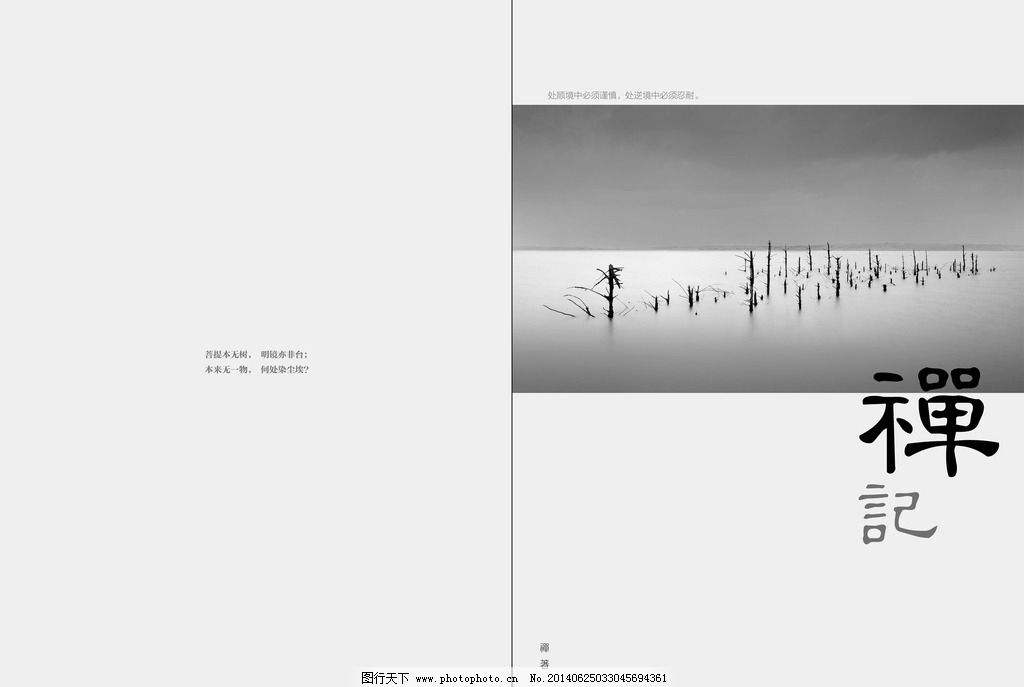 处顺境中必须谨慎，处逆境中必须忍耐。
菩提本无树， 明镜亦非台；
本来无一物， 何处染尘埃？
禪
記
禪
著
图行天下 www.photophoto.cn No.20140625033045694361